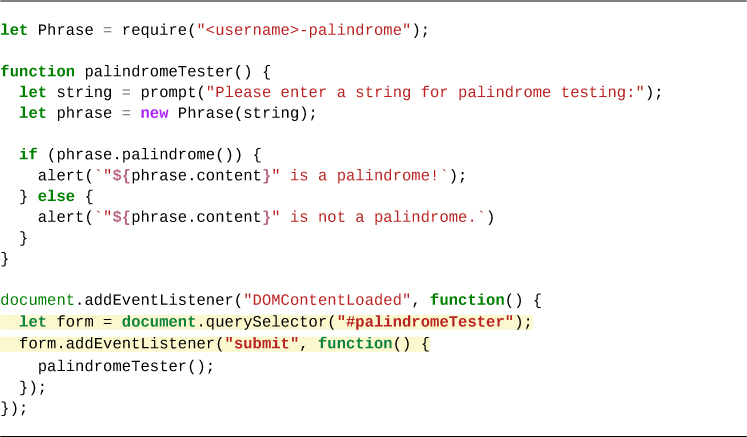 let Phrase = require("<username>-palindrome");

function palindromeTester() {
  let string = prompt("Please enter a string for palindrome testing:");
  let phrase = new Phrase(string);

  if (phrase.palindrome()) {
    alert(`"${phrase.content}" is a palindrome!`);
  } else {
    alert(`"${phrase.content}" is not a palindrome.`)
  }
}

document.addEventListener("DOMContentLoaded", function() {
  let form = document.querySelector("#palindromeTester");
  form.addEventListener("submit", function() {
    palindromeTester();
  });
});